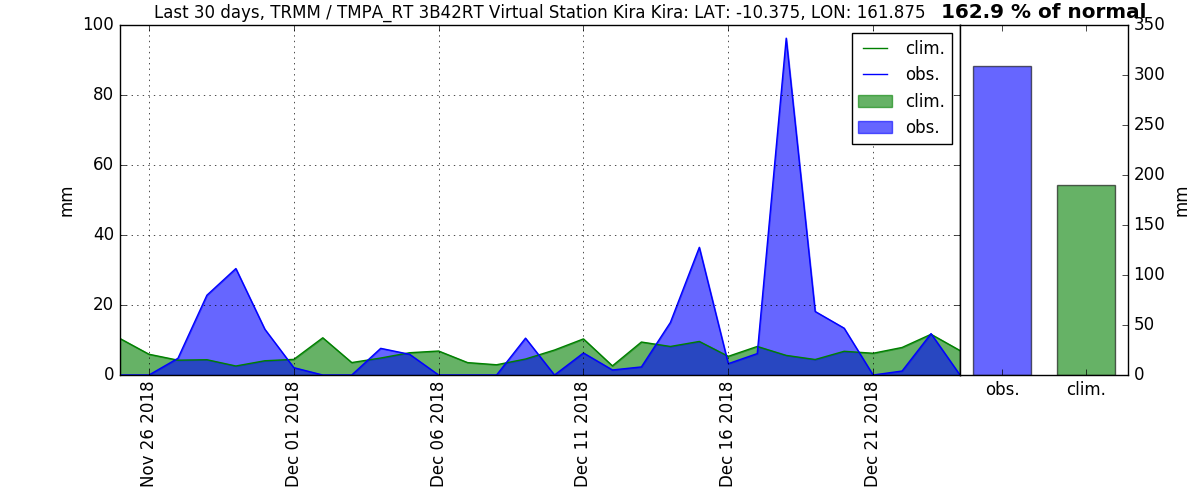 Last 30 days, TRMM / TMPA_RT 3B42RT Virtual Station Kira Kira: LAT: -10.375, LON: 161.875 162.9 % of normal
100
80
60
40
20
0
mm
clim.
obs.
clim.
obs.
350
300
250
200
150
100
50
0
mm
Nov 26 2018
Dec 01 2018
Dec 06 2018
Dec 11 2018
Dec 16 2018
Dec 21 2018
obs. clim.